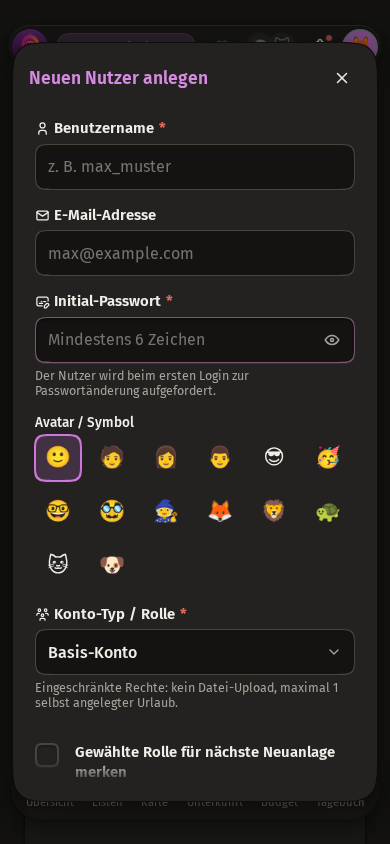 Neuen Nutzer anlegen
Benutzername *
z. B. max_muster
E-Mail-Adresse
max@example.com
Initial-Passwort *
Mindestens 6 Zeichen
Der Nutzer wird beim ersten Login zur
Passwortänderung aufgefordert.
Avatar / Symbol
Konto-Typ / Rolle *
Basis-Konto
Eingeschränkte Rechte: kein Datei-Upload, maximal 1
selbst angelegter Urlaub.
Gewählte Rolle für nächste Neuanlage
merken
Übersicht Listen Karte Unterkunft Budget Tagebuch